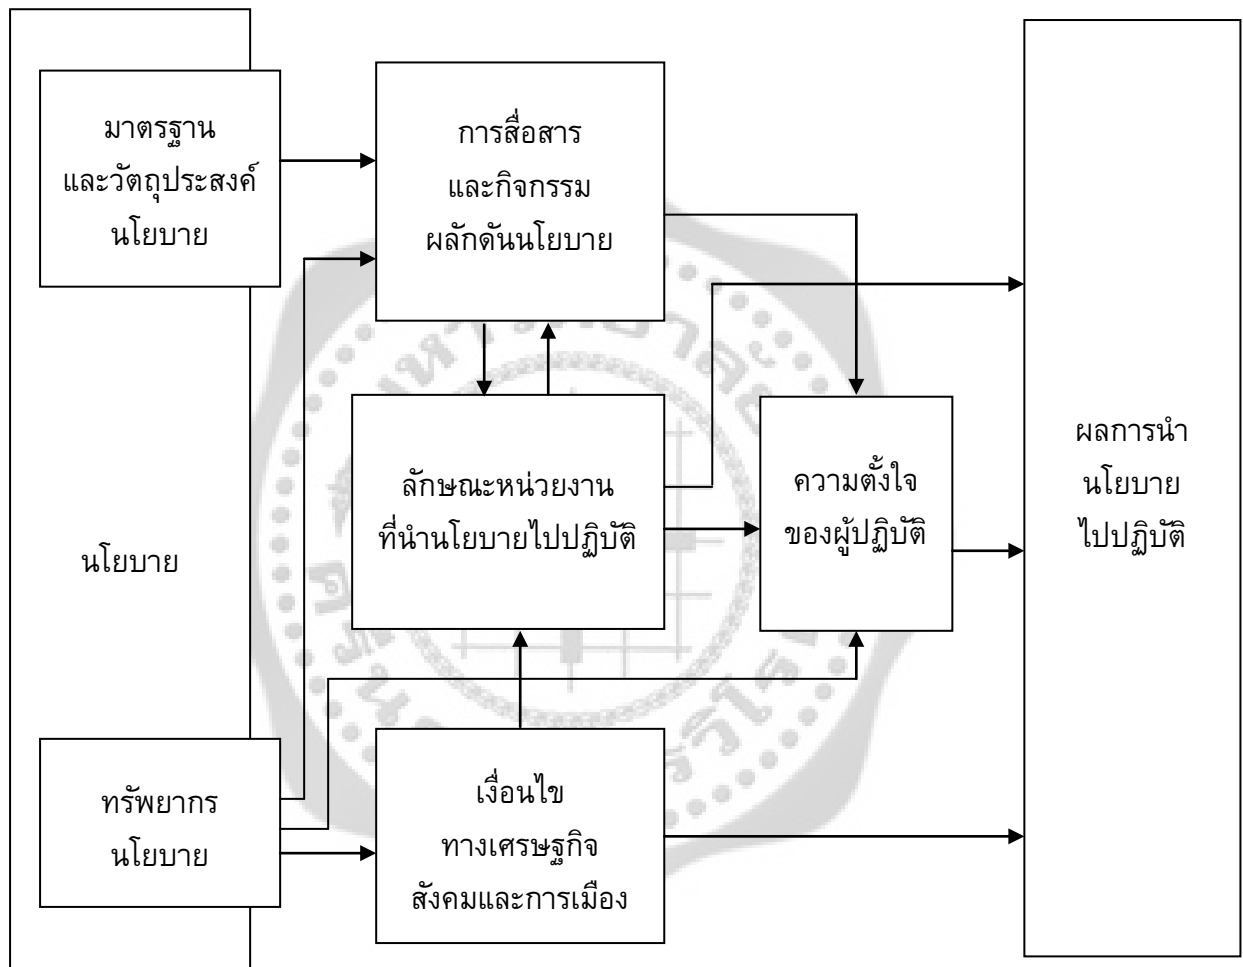 มาตรฐาน
และวัตถุประสงค์
นโยบาย
การสื่อสาร
และกิจกรรม
ผลักดันนโยบาย
ลักษณะหน่วยงาน
ที่นำนโยบายไปปฏิบัติ
ความตั้งใจ
ของผู้ปฏิบัติ
ผลการนำ
นโยบาย
ไปปฏิบัติ
นโยบาย
ทรัพยากร
นโยบาย
เงื่อนไข
ทางเศรษฐกิจ
สังคมและการเมือง